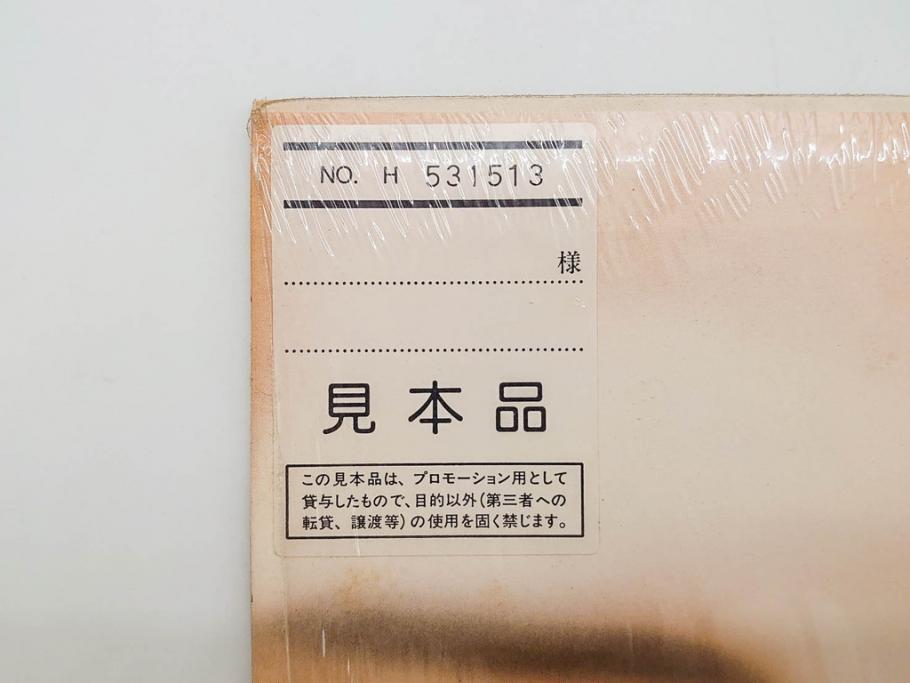 NO. H 531513
様
見本品
この見本品は、プロモーション用として
貸与したもので、目的以外(第三者への
転貸、譲渡等)の使用を固く禁じます。